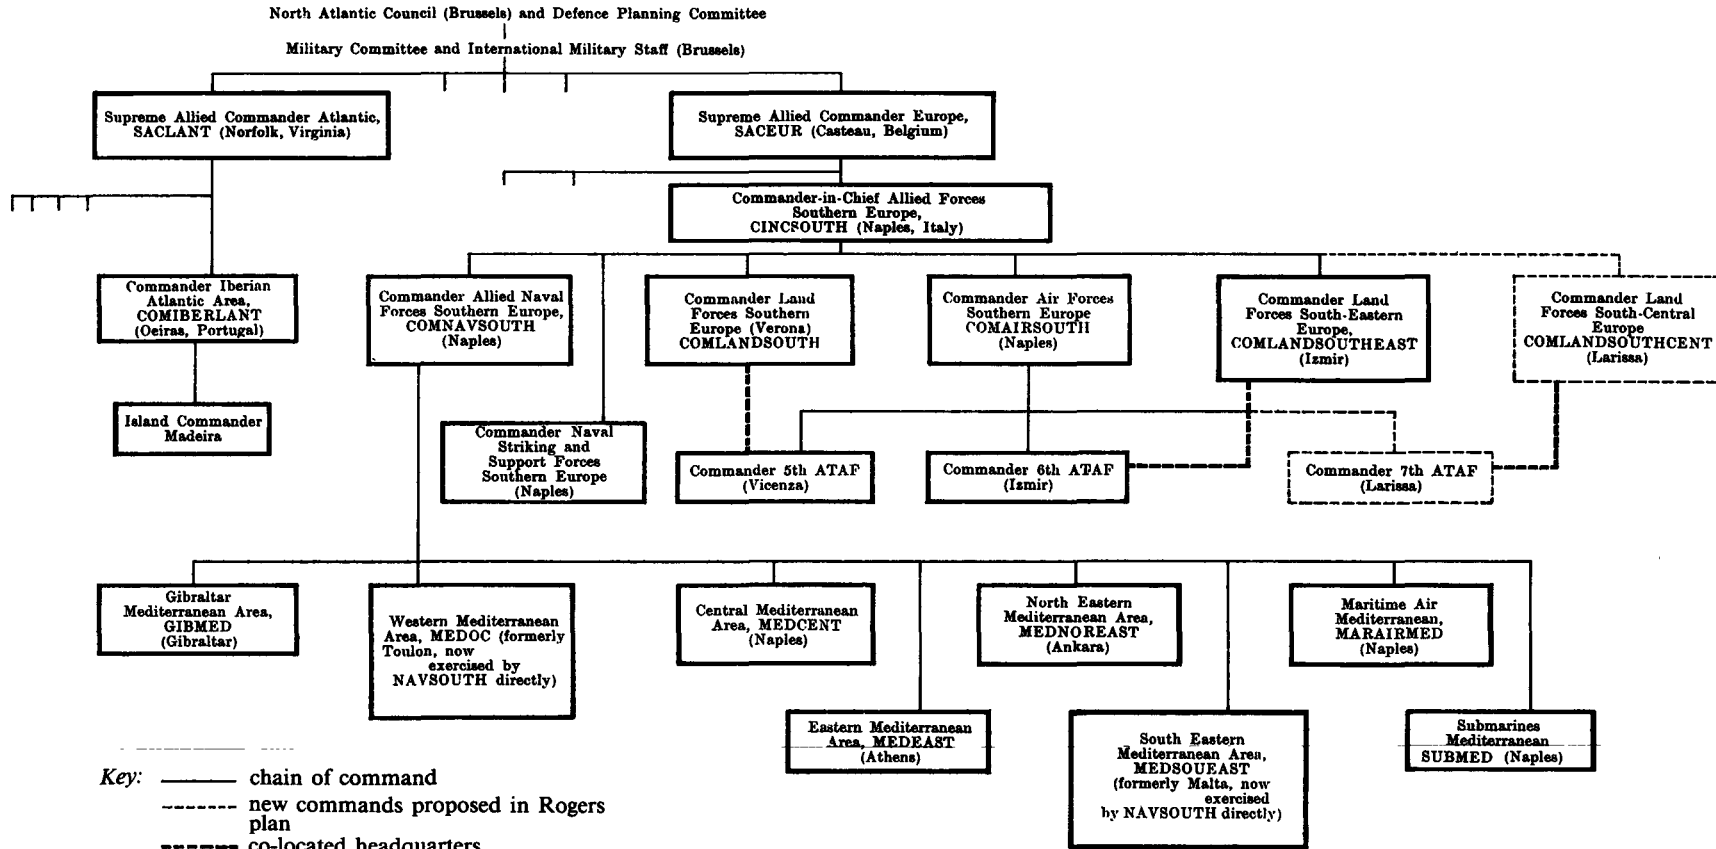 North Atlantic Council (Brussels) and Defence Planning Committee
Military Committee and International Military Staff (Brussels)
Supreme Allied Commander Atlantic,
SACLANT (Norfolk, Virginia)
Supreme Allied Commander Europe,
SACEUR (Casteau, Belgium)
Commander-in-Chief Allied Forces
Southern Europe,
CINCSOUTH (Naples, Italy)
Commander Iberian
Atlantic Area,
COMIBERLANT
(Oeiras, Portugal)
Commander Allied Naval
Forces Southern Europe,
COMNAVSOUTH
(Naples)
Commander Land
Forces Southern
Europe (Verona)
COMLANDSOUTH
Commander Air Forces
Southern Europe
COMAIRSOUTH
(Naples)
Commander Land
Forces South-Eastern
Europe,
COMLANDSOUTHEAST
(Izmir)
Commander Land
Forces South-Central
Europe
COMLANDSOUTHCENT
(Larissa)
Island Commander
Madeira
Commander Naval
Striking and
Support Forces
Southern Europe
(Naples)
Commander 5th ATAF
(Vicenza)
Commander 6th ATAF
(Izmir)
Commander 7th ATAF
(Larissa)
Gibraltar
Mediterranean Area,
GIBMED
(Gibraltar)
Western Mediterranean
Area, MEDOC (formerly
Toulon, now
exercised by
NAVSOUTH directly)
Central Mediterranean
Area, MEDCENT
(Naples)
North Eastern
Mediterranean Area,
MEDNOREAST
(Ankara)
Maritime Air
Mediterranean,
MARAIRMED
(Naples)
Eastern Mediterranean
Area, MEDEAST
(Athens)
South Eastern
Mediterranean Area,
MEDSOUEAST
(formerly Malta, now
exercised
by NAVSOUTH directly)
Submarines
Mediterranean
SUBMED (Naples)
Key: chain of command
new commands proposed in Rogers
plan
co-located headquarters